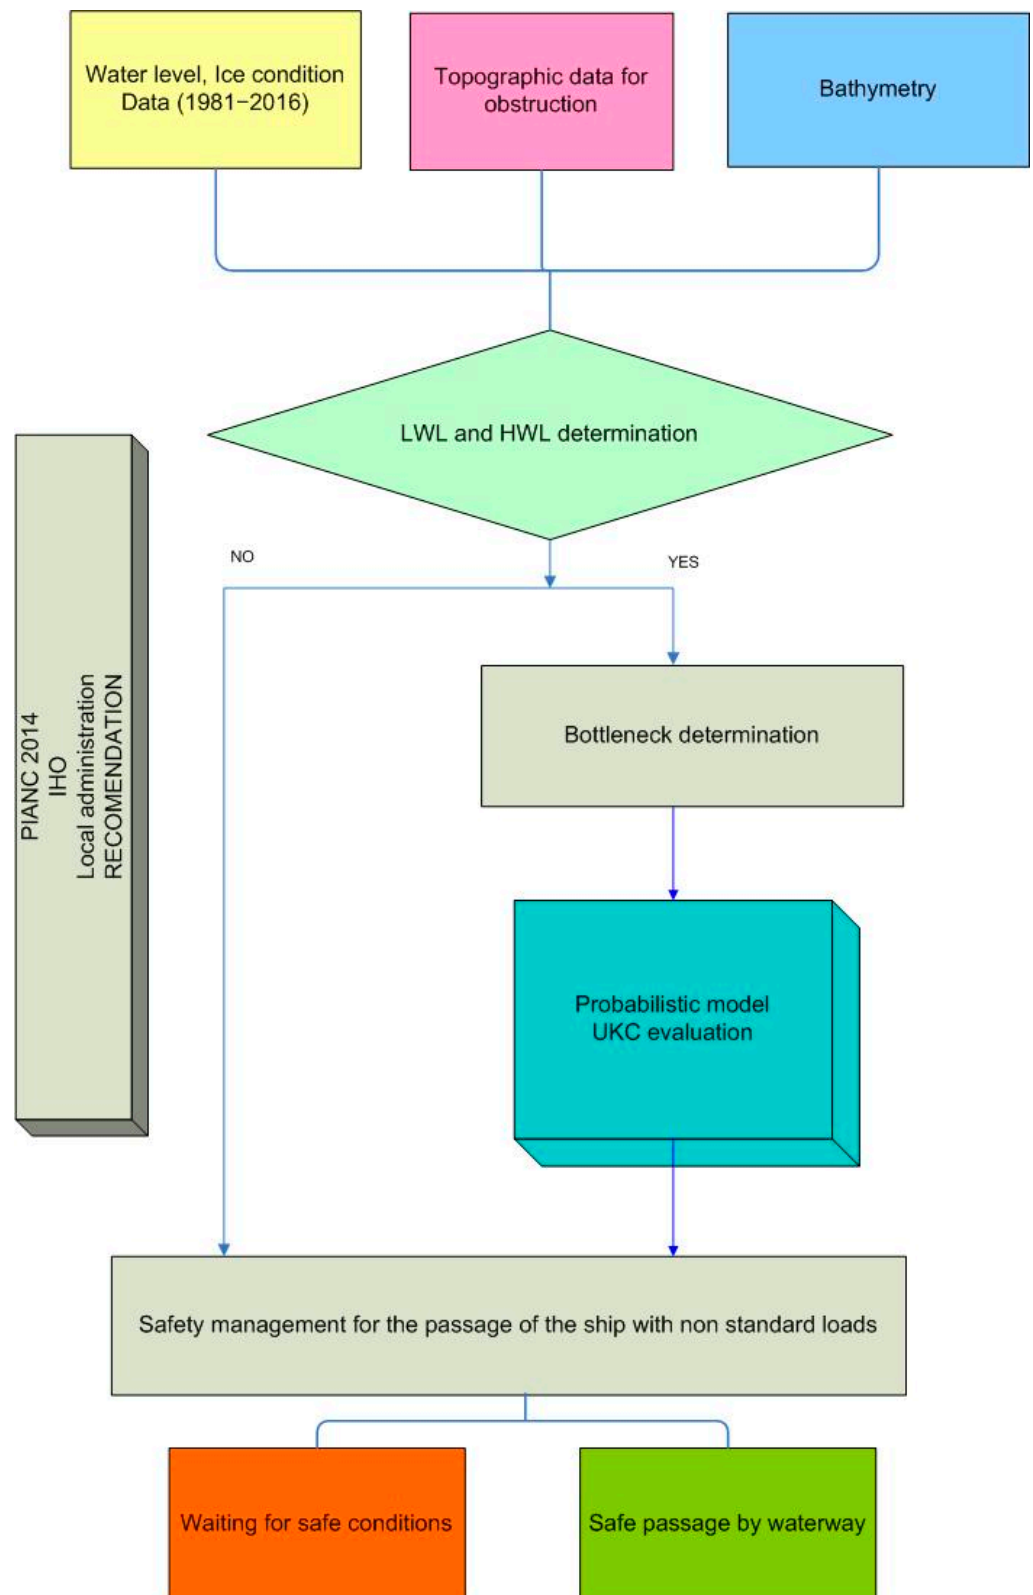 Water level, Ice condition
Data (1981−2016)
Topographic data for
obstruction
Bathymetry
LWL and HWL determination
NO
YES
PIANC 2014
IHO
Local administration
RECOMENDATION
Bottleneck determination
Probabilistic model
UKC evaluation
Safety management for the passage of the ship with non standard loads
Waiting for safe conditions
Safe passage by waterway